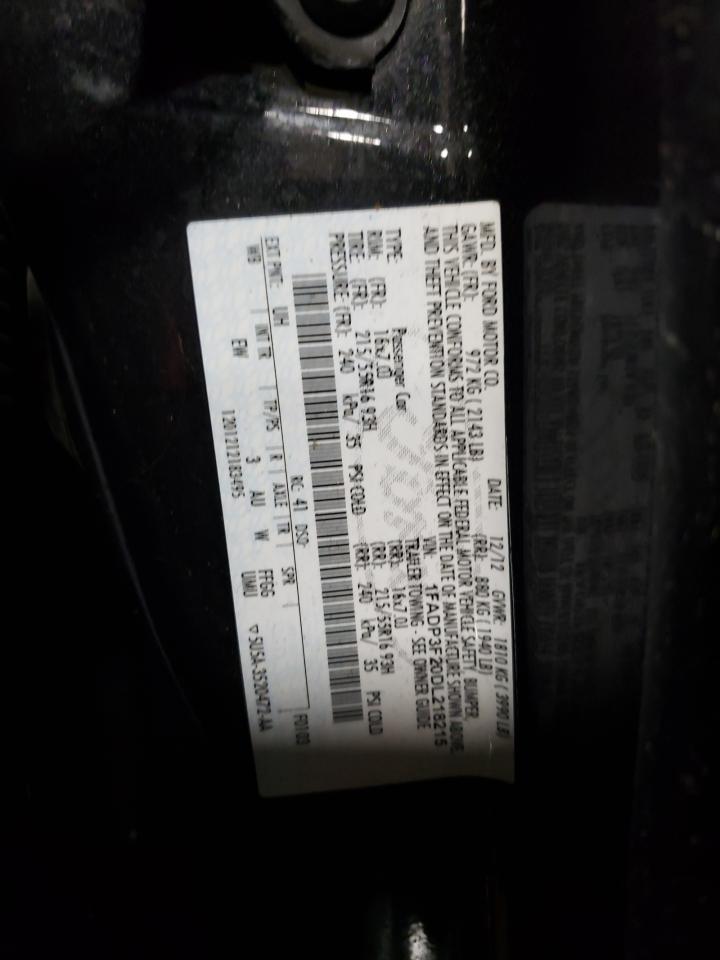 MFD. BY FORD MOTOR CO. DATE: 12/12 GVWR: 1810 KG ( 3990 LB)
GAWR: (FR): 972 KG ( 2143 LB) (RR): 880 KG ( 1940 LB)
THIS VEHICLE CONFORMS TO ALL APPLICABLE FEDERAL MOTOR VEHICLE SAFETY, BUMPER,
AND THEFT PREVENTION STANDARDS IN EFFECT ON THE DATE OF MANUFACTURE SHOWN ABOVE.
VIN: 1FADP3F20DL218215
TYPE: Passenger Car TRAILER TOWING - SEE OWNER GUIDE
RIM: (FR): 16x7.0J (RR): 16x7.0J
TIRE: (FR): 215/55R16 93H (RR): 215/55R16 93H
PRESSURE: (FR): 240 kPa/ 35 PSI COLD (RR): 240 kPa/ 35 PSI COLD
EXT PNT: UH RC: 41 DSO: F0100
WB INT TR TP/PS R AXLE TR SPR
EW 3 AU W FFGG UMU
1201212183495 ▽ 5U5A-3520472-AA